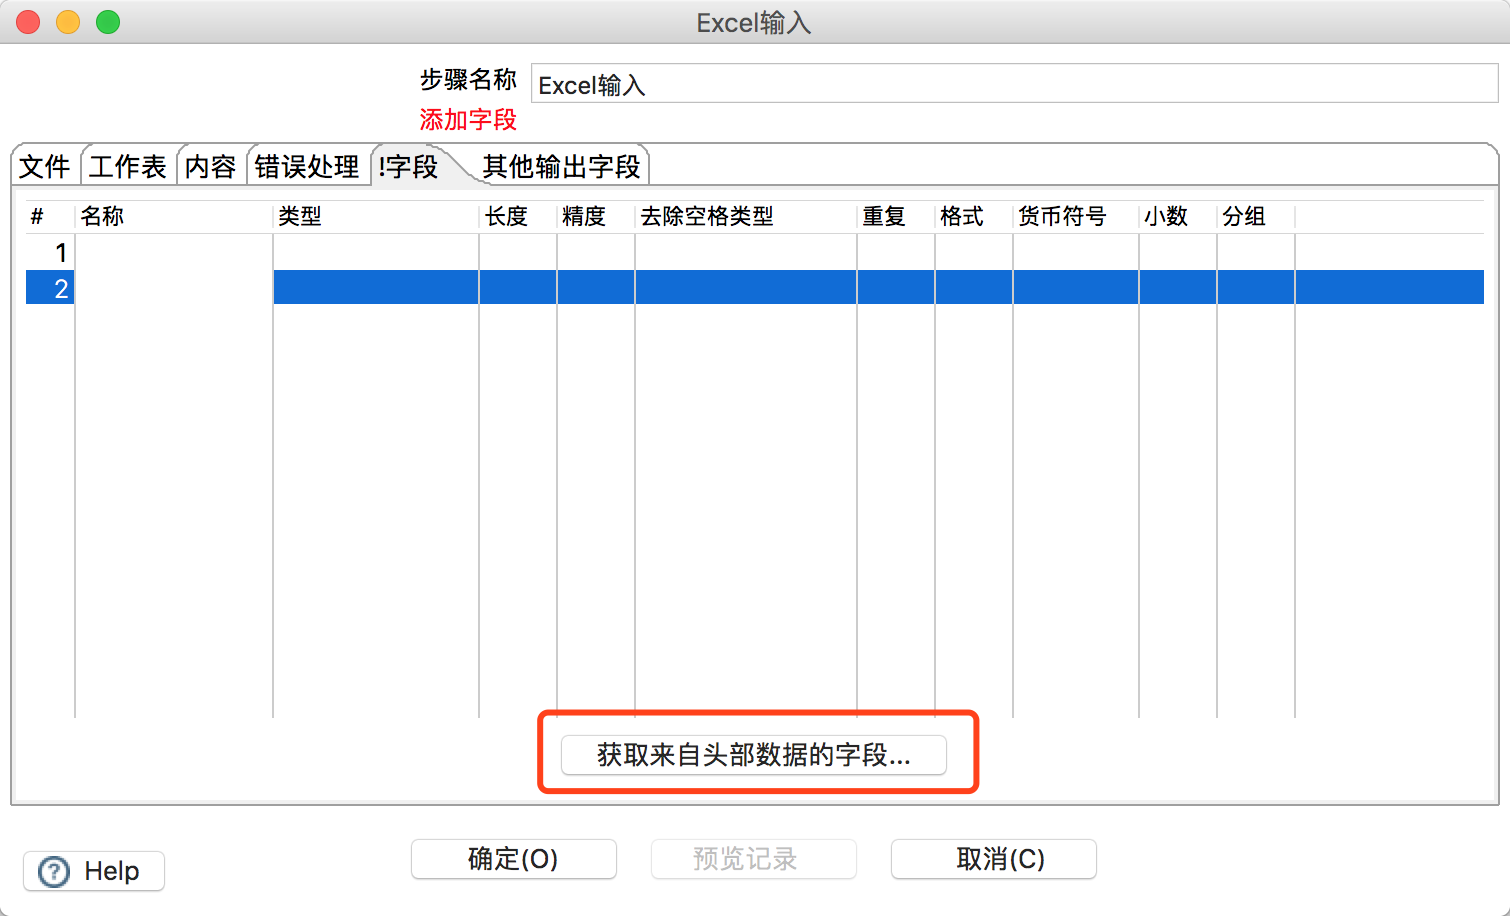 Excel输入
步骤名称 Excel输入
添加字段
文件 工作表 内容 错误处理 !字段 其他输出字段
# 名称 类型 长度 精度 去除空格类型 重复 格式 货币符号 小数 分组
1
2
获取来自头部数据的字段...
? Help 确定(O) 预览记录 取消(C)